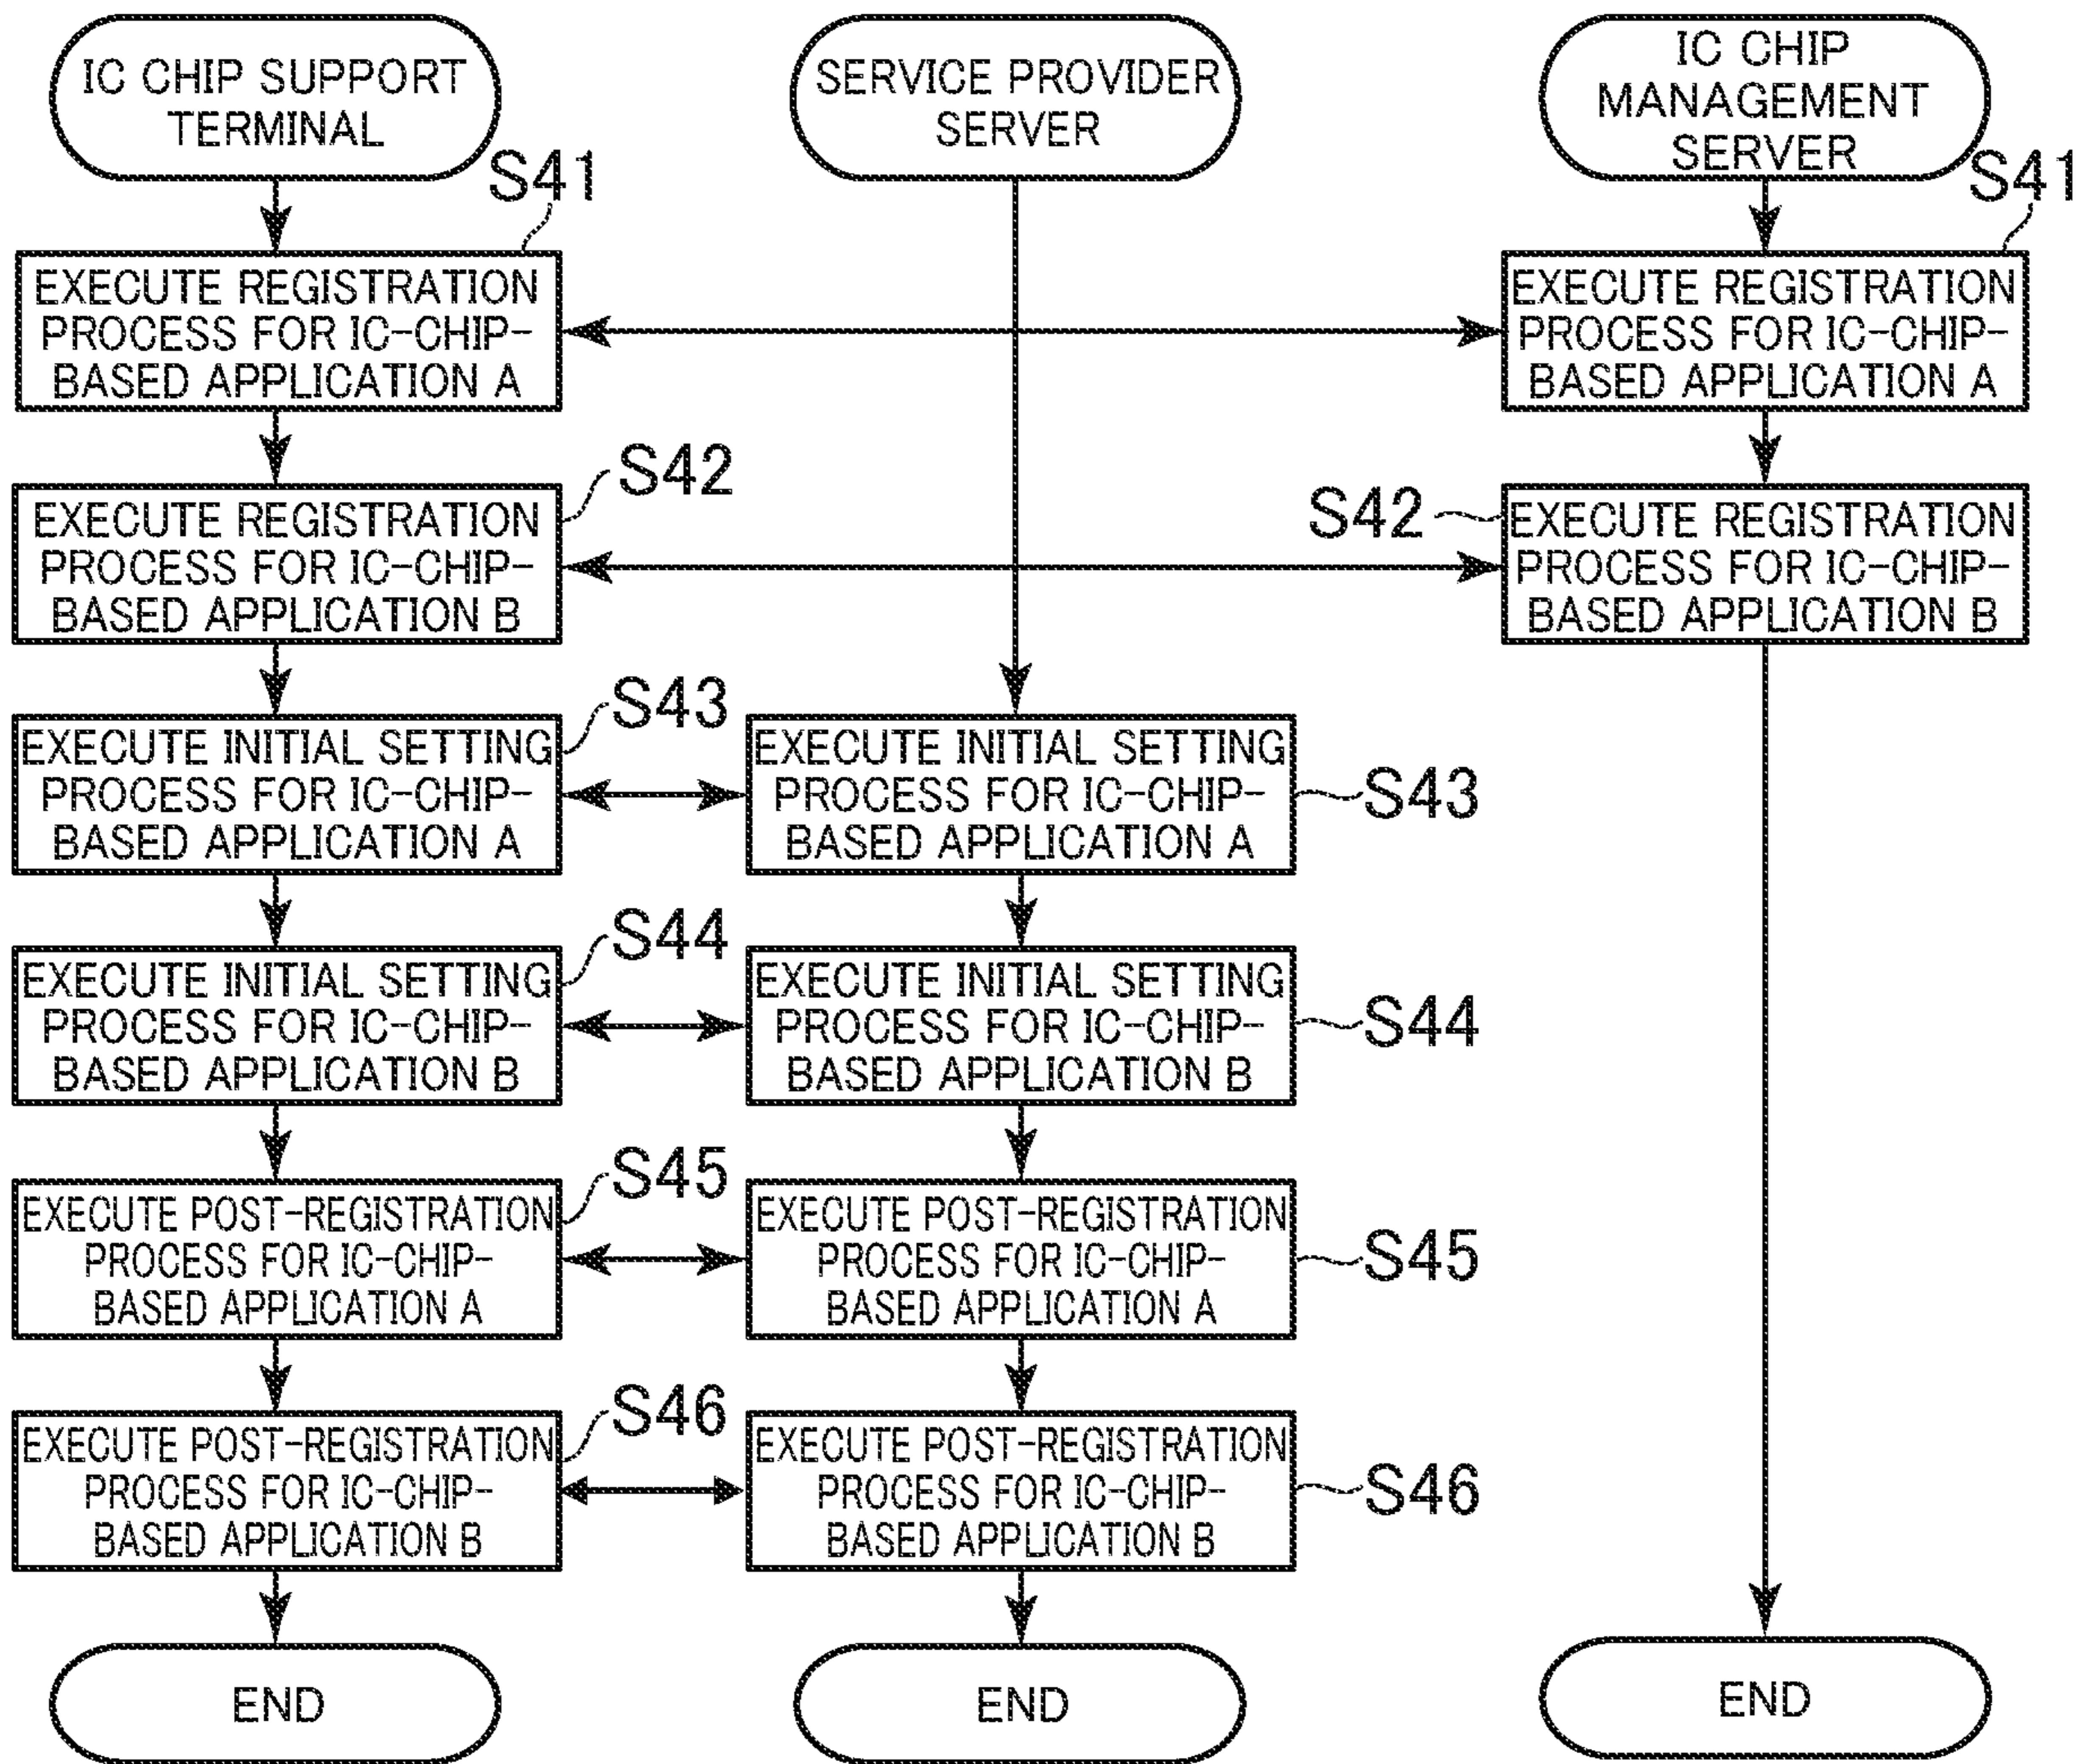 IC CHIP SUPPORT
TERMINAL
SERVICE PROVIDER
SERVER
IC CHIP
MANAGEMENT
SERVER
S41
S41
EXECUTE REGISTRATION
PROCESS FOR IC-CHIP-
BASED APPLICATION A
EXECUTE REGISTRATION
PROCESS FOR IC-CHIP-
BASED APPLICATION A
S42
S42
EXECUTE REGISTRATION
PROCESS FOR IC-CHIP-
BASED APPLICATION B
EXECUTE REGISTRATION
PROCESS FOR IC-CHIP-
BASED APPLICATION B
S43
EXECUTE INITIAL SETTING
PROCESS FOR IC-CHIP-
BASED APPLICATION A
EXECUTE INITIAL SETTING
PROCESS FOR IC-CHIP-
BASED APPLICATION A
S43
S44
EXECUTE INITIAL SETTING
PROCESS FOR IC-CHIP-
BASED APPLICATION B
EXECUTE INITIAL SETTING
PROCESS FOR IC-CHIP-
BASED APPLICATION B
S44
S45
EXECUTE POST-REGISTRATION
PROCESS FOR IC-CHIP-
BASED APPLICATION A
EXECUTE POST-REGISTRATION
PROCESS FOR IC-CHIP-
BASED APPLICATION A
S45
S46
EXECUTE POST-REGISTRATION
PROCESS FOR IC-CHIP-
BASED APPLICATION B
EXECUTE POST-REGISTRATION
PROCESS FOR IC-CHIP-
BASED APPLICATION B
S46
END
END
END